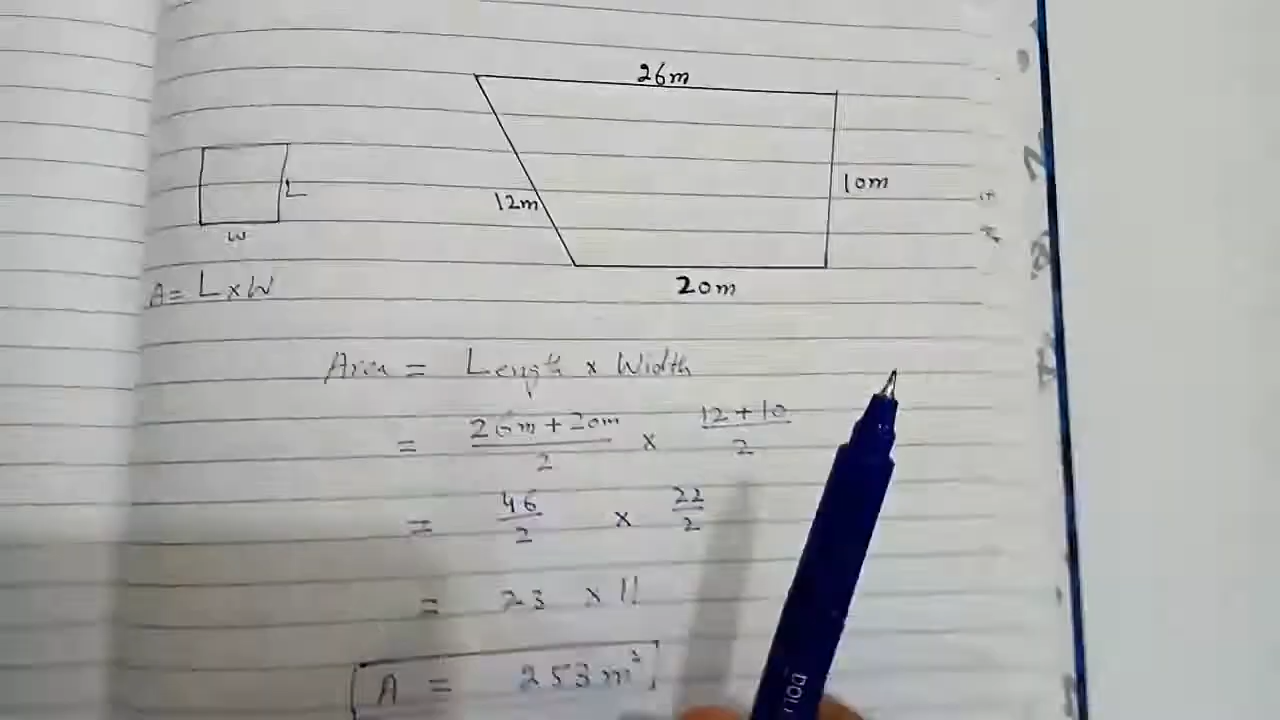 26m
12m
10m
20m
L
W
A = L x W
Area = Length x Width
= 26m + 20m / 2 x 12 + 10 / 2
= 46 / 2 x 22 / 2
= 23 x 11
A = 253 m²
DOLL